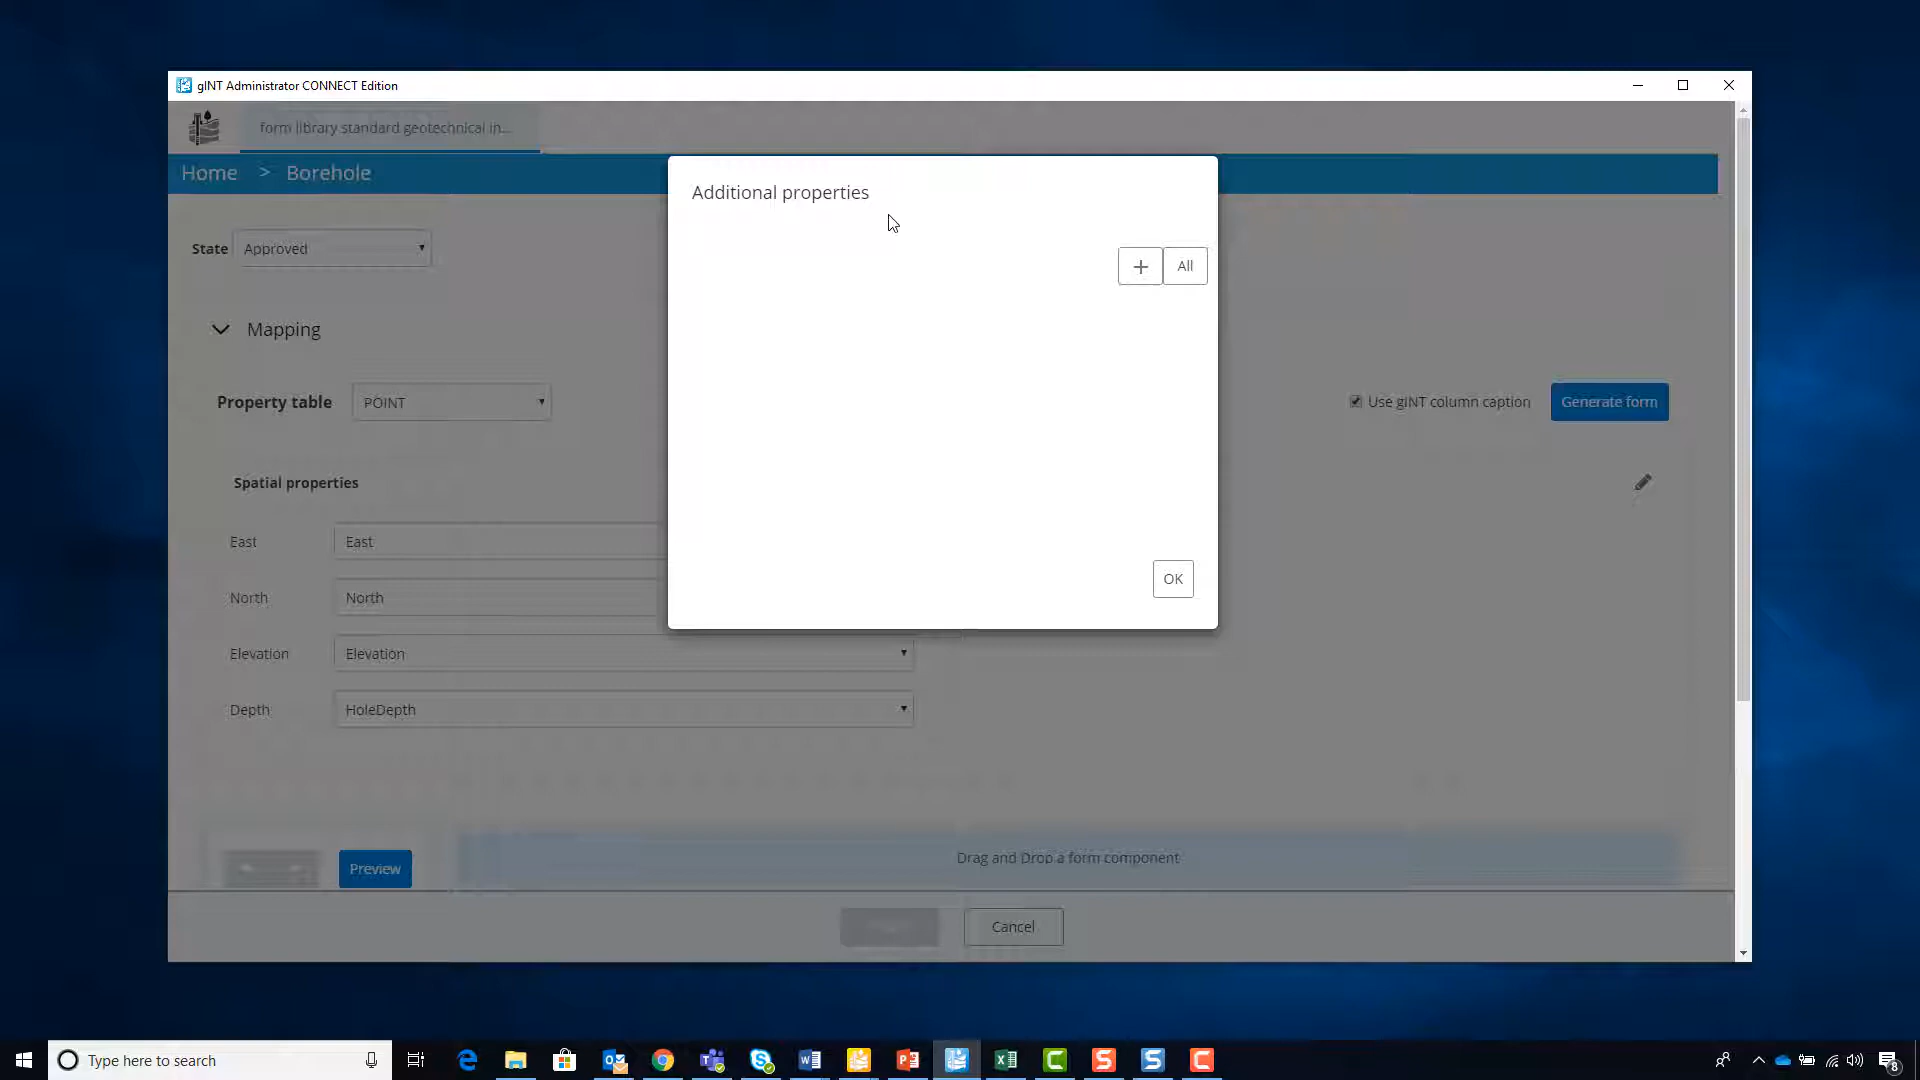 gINT Administrator CONNECT Edition
form library standard geotechnical in...
Home > Borehole
Additional properties
State Approved
+ All
Mapping
Property table POINT
Use gINT column caption Generate form
Spatial properties
East East
North North
OK
Elevation Elevation
Depth HoleDepth
Preview Drag and Drop a form component
Cancel
Type here to search
8